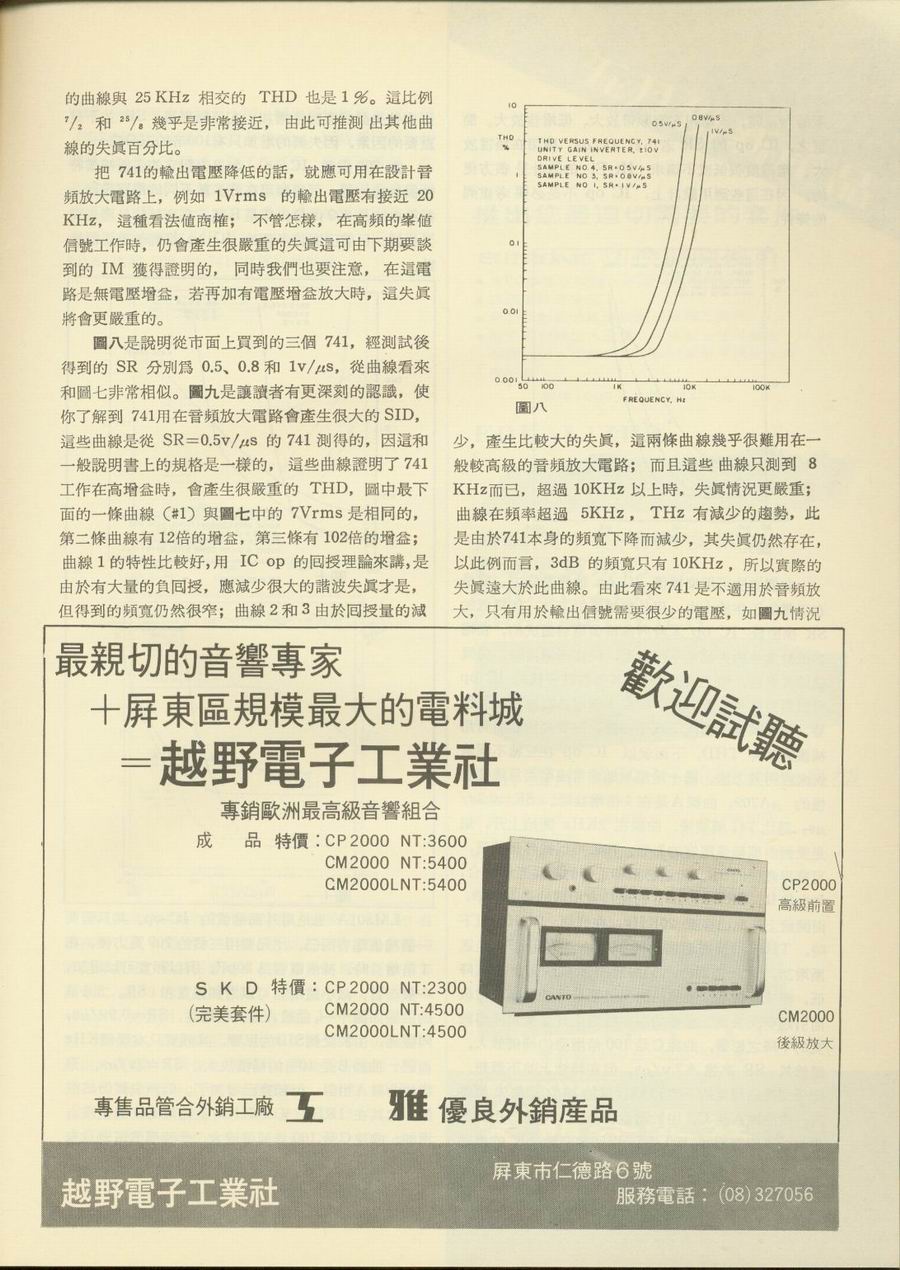 的曲線與 25KHz 相交的 THD 也是1%。這比例
7/2 和 25/8 幾乎是非常接近，由此可推測出其他曲
線的失眞百分比。
把 741的輸出電壓降低的話，就應可用在設計音
頻放大電路上，例如 1Vrms 的輸出電壓有接近 20
KHz，這種看法値商榷；不管怎樣，在高頻的峯値
信號工作時，仍會產生很嚴重的失眞這可由下期要談
到的 IM 獲得證明的，同時我們也要注意，在這電
路是無電壓增益，若再加有電壓增益放大時，這失眞
將會更嚴重的。
圖八是說明從市面上買到的三個 741，經測試後
得到的 SR 分別爲 0.5、0.8 和 1v/μs，從曲線看來
和圖七非常相似。圖九是讓讀者有更深刻的認識，使
你了解到 741用在音頻放大電路會產生很大的 SID，
這些曲線是從 SR=0.5v/μs 的 741 測得的，因這和
一般說明書上的規格是一樣的，這些曲線證明了 741
工作在高增益時，會產生很嚴重的 THD，圖中最下
面的一條曲線（#1）與圖七中的 7Vrms 是相同的，
第二條曲線有 12倍的增益，第三條有 102倍的增益；
曲線 1 的特性比較好，用 IC op 的回授理論來講，是
由於有大量的負回授，應減少很大的諧波失眞才是，
但得到的頻寬仍然很窄；曲線 2 和 3 由於回授量的減
10
THD
%
1
0.1
0.01
0.001
0.5V/μS
0.8V/μS
1V/μS
THD VERSUS FREQUENCY, 741
UNITY GAIN INVERTER, ±10V
DRIVE LEVEL
SAMPLE NO. 4, SR=0.5V/μS
SAMPLE NO. 3, SR=0.8V/μS
SAMPLE NO 1, SR=1V/μS
50 100 1K 10K 100K
FREQUENCY, Hz
圖八
少，產生比較大的失眞，這兩條曲線幾乎很難用在一
般較高級的音頻放大電路；而且這些曲線只測到 8
KHz而已，超過 10KHz 以上時，失眞情況更嚴重；
曲線在頻率超過 5KHz，THz 有減少的趨勢，此
是由於741本身的頻寬下降而減少，其失眞仍然存在，
以此例而言，3dB 的頻寬只有 10KHz，所以實際的
失眞遠大於此曲線。由此看來 741 是不適用於音頻放
大，只有用於輸出信號需要很少的電壓，如圖九情況
最親切的音響專家
＋屏東區規模最大的電料城
＝越野電子工業社
歡迎試聽
專銷歐洲最高級音響組合
成 品 特價：CP2000 NT:3600
CM2000 NT:5400
CM2000LNT:5400
CANTO
CP2000
高級前置
CANTO
CM2000
後級放大
SKD 特價：CP2000 NT:2300
(完美套件) CM2000 NT:4500
CM2000LNT:4500
專售品管合外銷工廠 互 雅 優良外銷產品
越野電子工業社
屏東市仁德路6號
服務電話：(08)327056